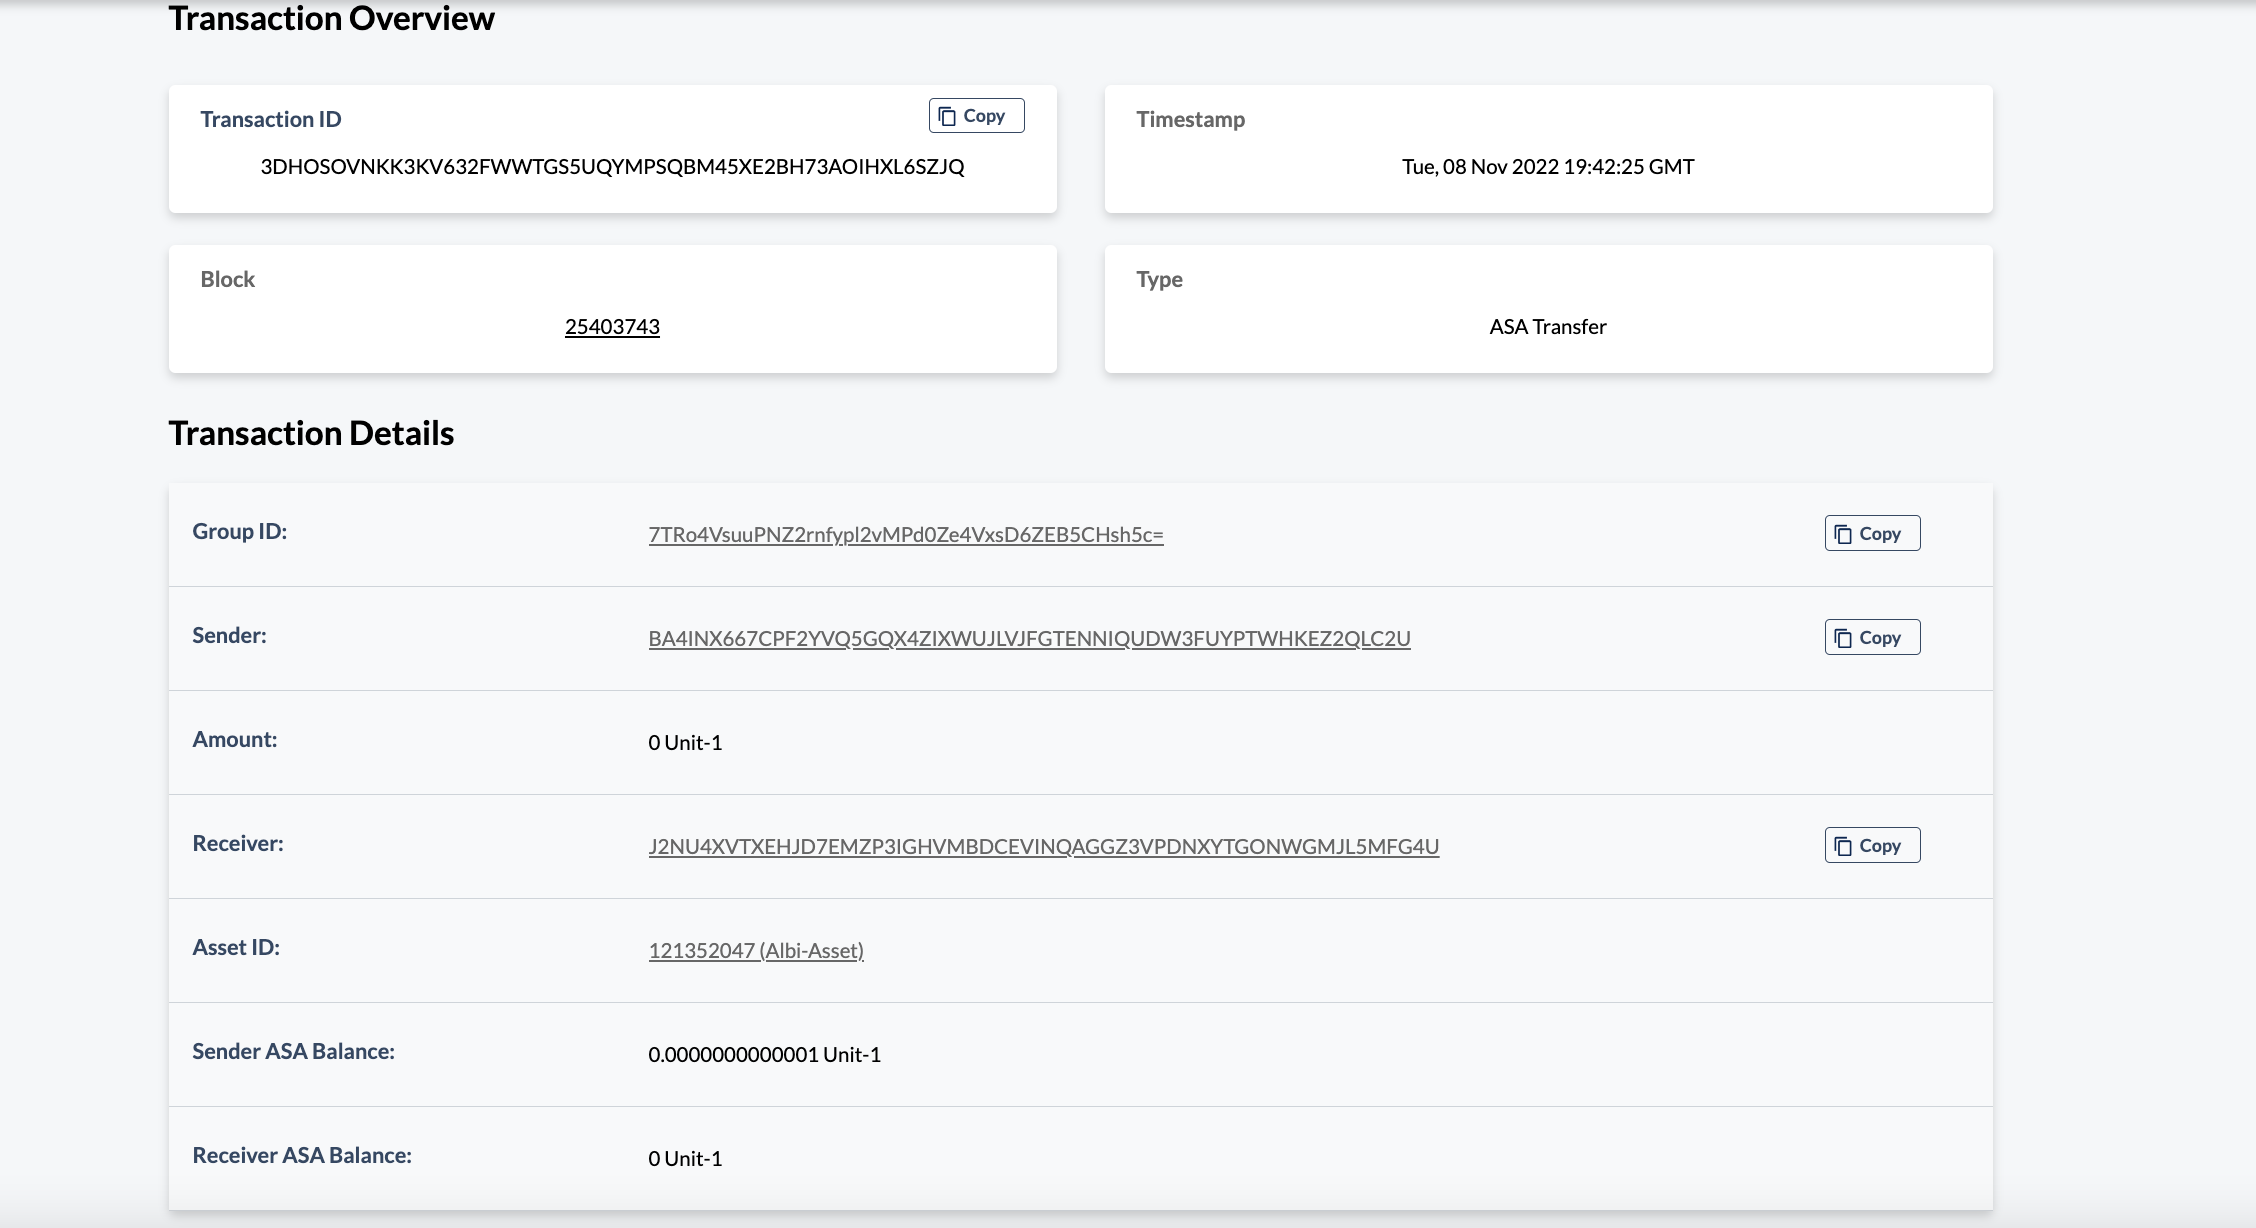 Transaction Overview
Transaction ID
Copy
3DHOSOVNKK3KV632FWWTGS5UQYMPSQBM45XE2BH73AOIHXL6SZJQ
Timestamp
Tue, 08 Nov 2022 19:42:25 GMT
Block
25403743
Type
ASA Transfer
Transaction Details
Group ID:
7TRo4VsuuPNZ2rnfypl2vMPd0Ze4VxsD6ZEB5CHsh5c=
Copy
Sender:
BA4INX667CPF2YVQ5GQX4ZIXWUJLVJFGTENNIQUDW3FUYPTWHKEZ2QLC2U
Copy
Amount:
0 Unit-1
Receiver:
J2NU4XVTXEHJD7EMZP3IGHVMBDCEVINQAGGZ3VPDNXYTGONWGMJL5MFG4U
Copy
Asset ID:
121352047 (Albi-Asset)
Sender ASA Balance:
0.0000000000001 Unit-1
Receiver ASA Balance:
0 Unit-1